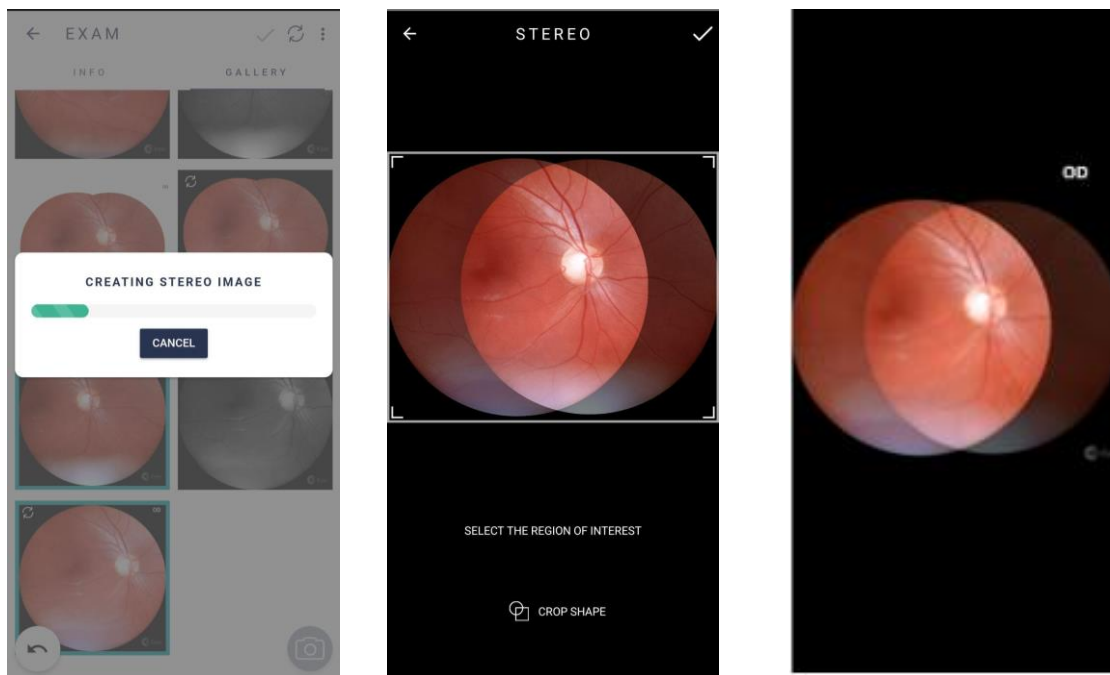 EXAM
INFO
GALLERY
CREATING STEREO IMAGE
CANCEL
STEREO
SELECT THE REGION OF INTEREST
CROP SHAPE
OD